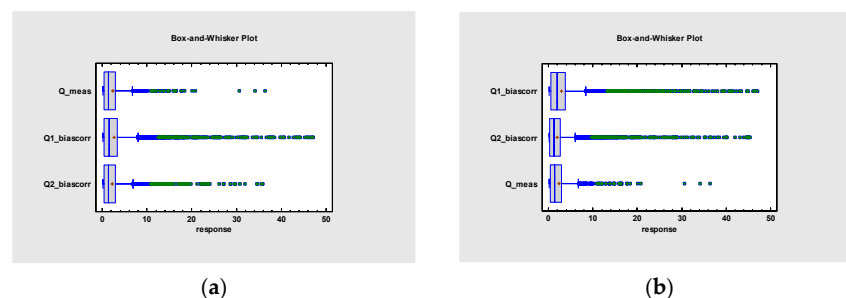 Box-and-Whisker Plot
Q_meas
Q1_biascorr
Q2_biascorr
0 10 20 30 40 50
response
(a)
Box-and-Whisker Plot
Q1_biascorr
Q2_biascorr
Q_meas
0 10 20 30 40 50
response
(b)